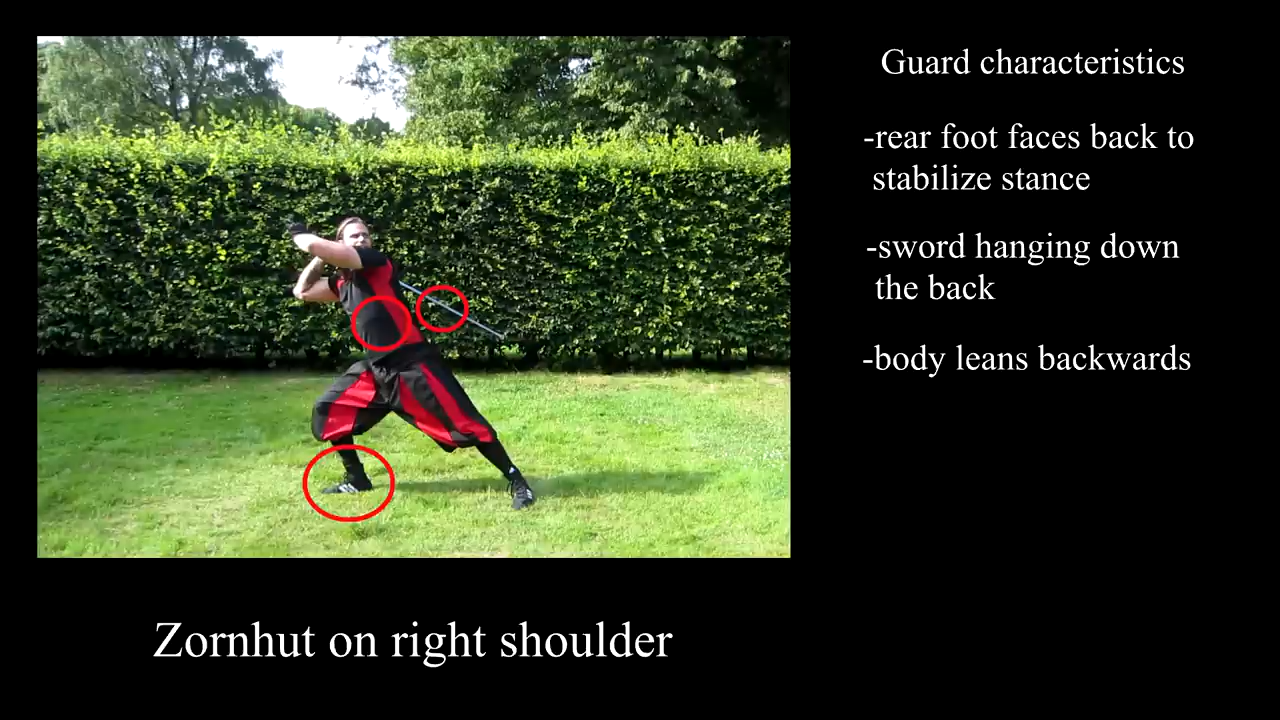 Guard characteristics
-rear foot faces back to
stabilize stance
-sword hanging down
the back
-body leans backwards
Zornhut on right shoulder